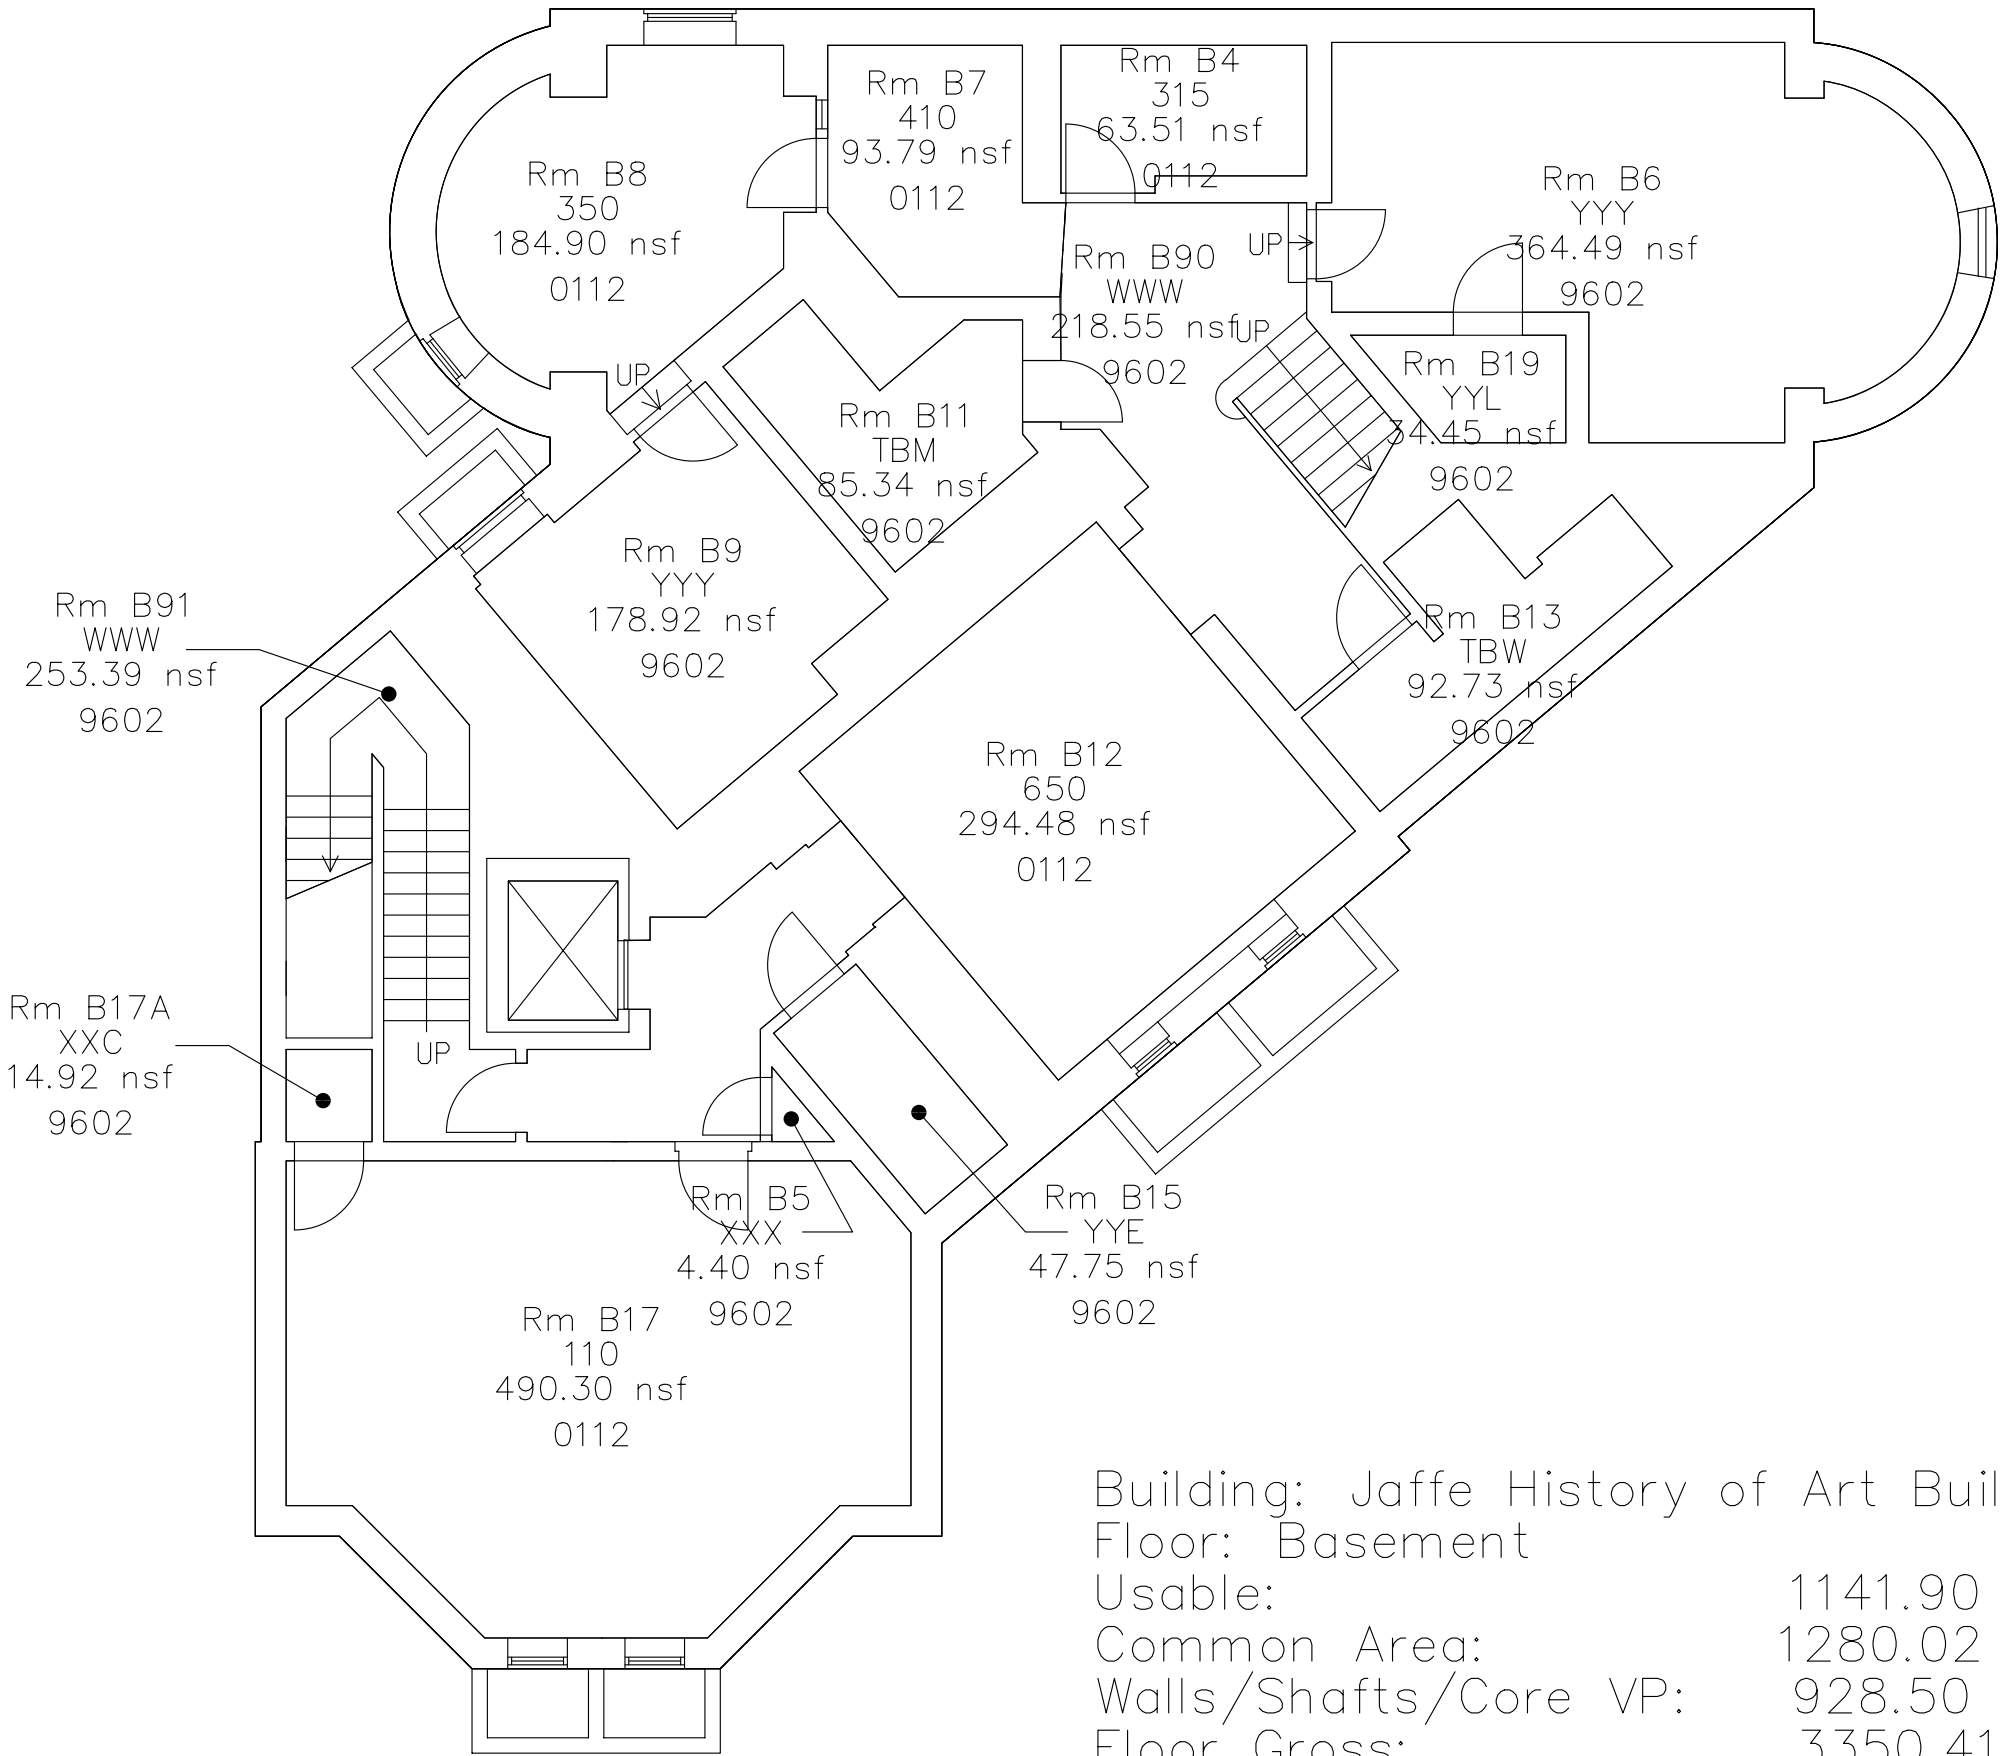 Rm B4
315
63.51 nsf
0112
Rm B7
410
93.79 nsf
0112
Rm B8
350
184.90 nsf
0112
Rm B6
YYY
364.49 nsf
9602
UP
Rm B90
WWW
218.55 nsf
9602
UP
UP
Rm B19
YYL
34.45 nsf
9602
Rm B11
TBM
85.34 nsf
9602
Rm B9
YYY
178.92 nsf
9602
Rm B91
WWW
253.39 nsf
9602
Rm B13
TBW
92.73 nsf
9602
Rm B12
650
294.48 nsf
0112
Rm B17A
XXC
14.92 nsf
9602
UP
Rm B5
XXX
4.40 nsf
9602
Rm B15
YYE
47.75 nsf
9602
Rm B17
110
490.30 nsf
0112
Building: Jaffe History of Art Buil
Floor: Basement
Usable: 1141.90
Common Area: 1280.02
Walls/Shafts/Core VP: 928.50
Floor Gross: 3350.41